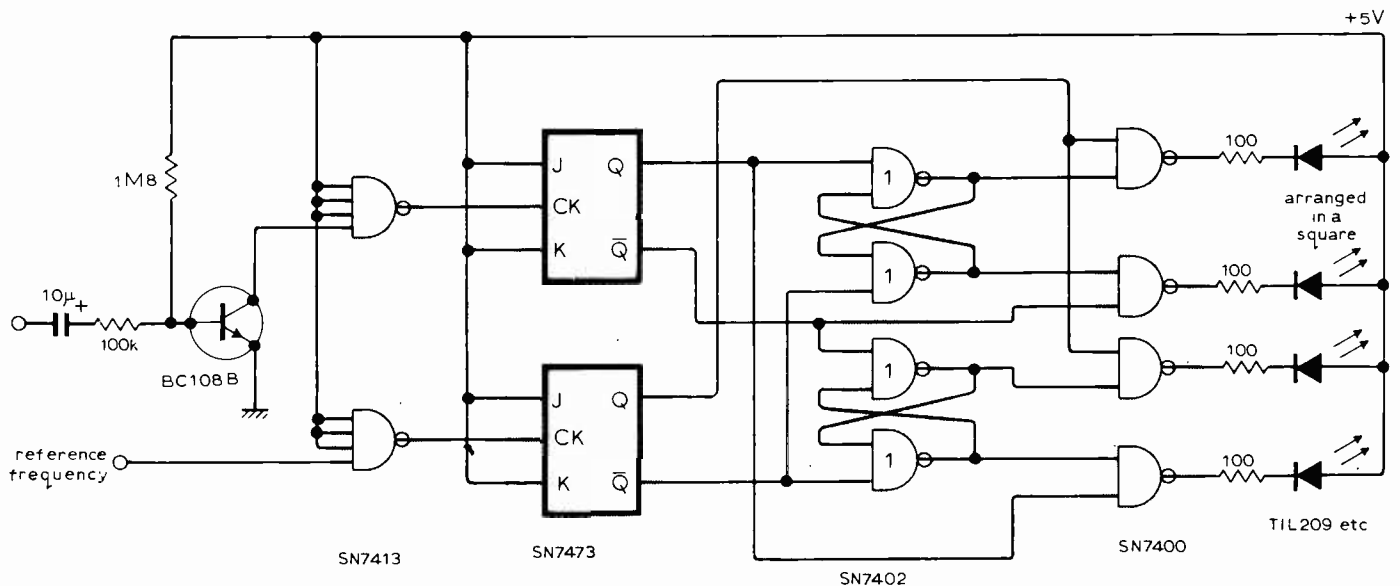 +5V
1M8
10μ
+
100k
BC108B
reference
frequency
SN7413
J
Q
CK
K
Q̅
J
Q
CK
K
Q̅
SN7473
1
1
1
1
SN7402
100
100
100
100
SN7400
arranged
in a
square
TIL209 etc